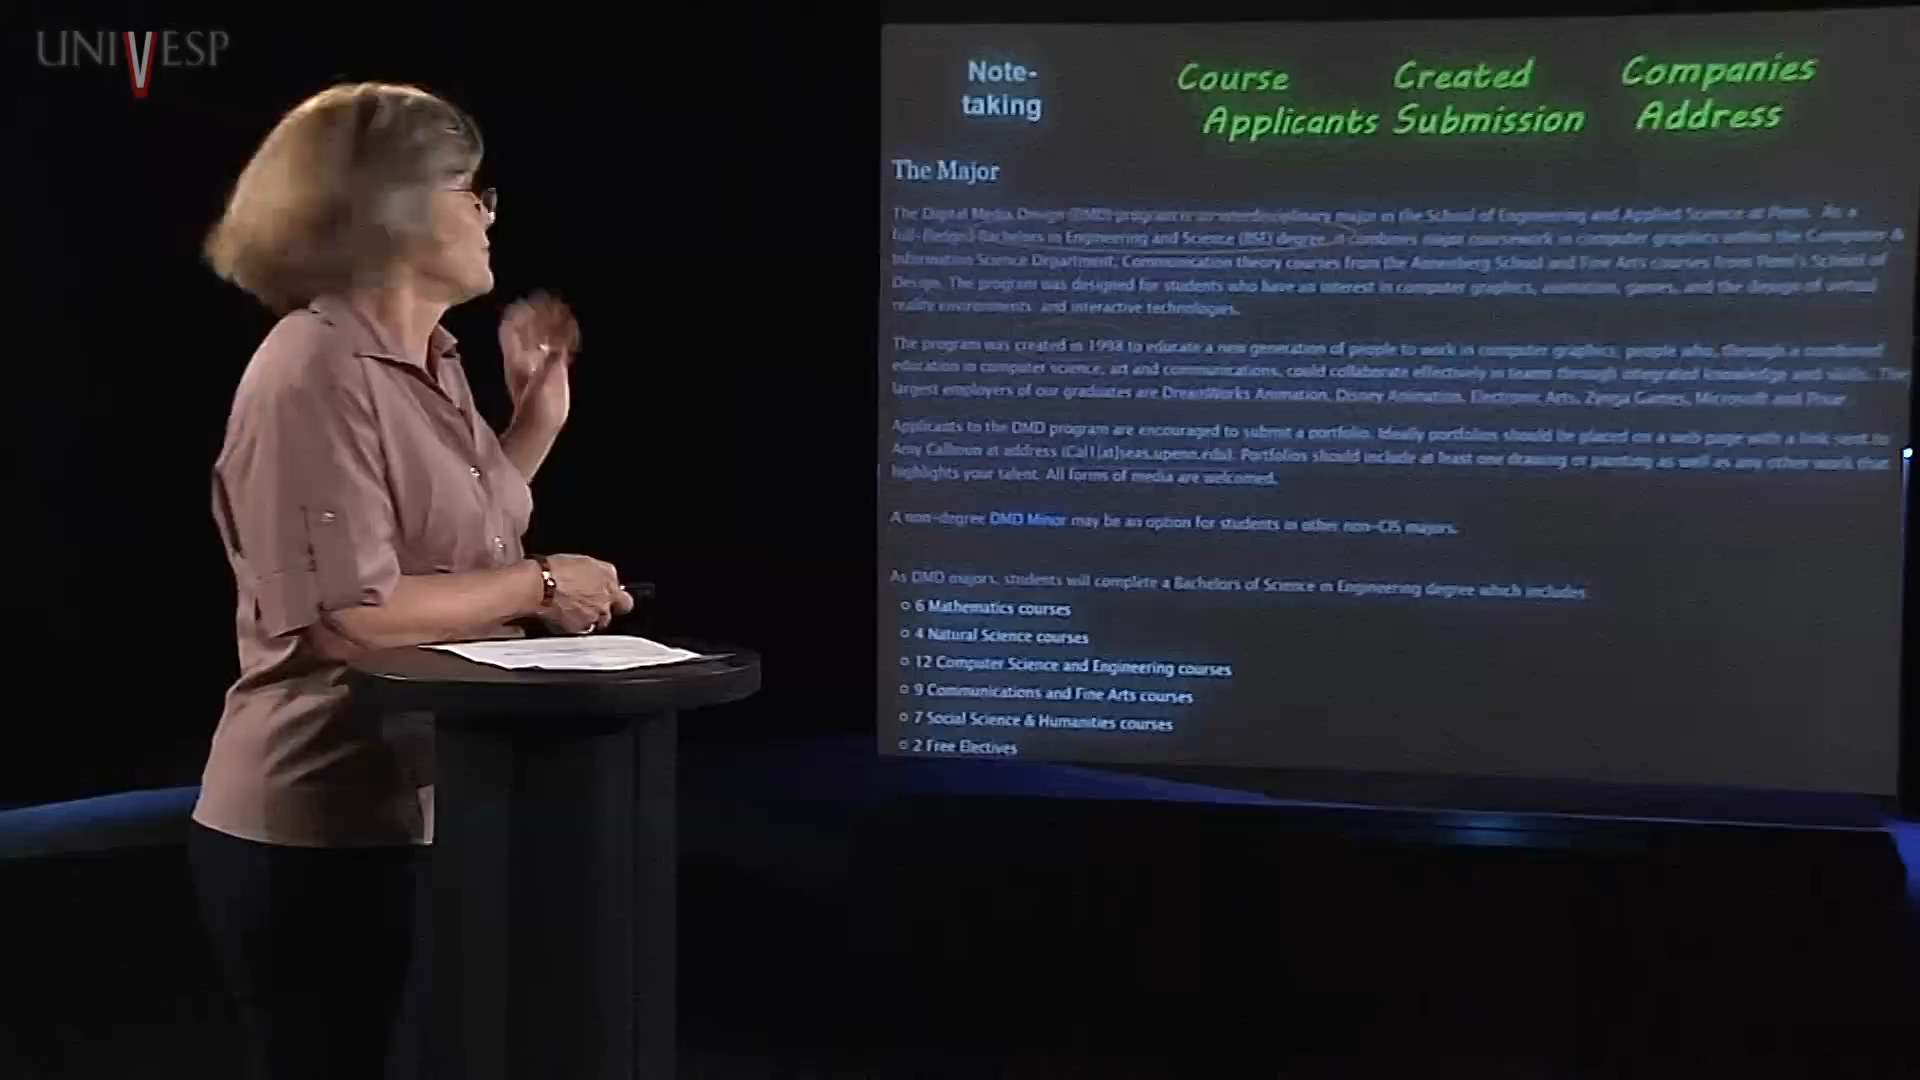 UNIVESP
Note-
taking
Course Created Companies
Applicants Submission Address
The Major
The Digital Media Design (DMD) program is an interdisciplinary major in the School of Engineering and Applied Science at Penn. As a
full-fledged Bachelors in Engineering and Science (BSE) degree, it combines major coursework in computer graphics within the Computer &
Information Science Department, Communication theory courses from the Annenberg School and Fine Arts courses from Penn's School of
Design. The program was designed for students who have an interest in computer graphics, animation, games, and the design of virtual
reality environments and interactive technologies.
The program was created in 1998 to educate a new generation of people to work in computer graphics; people who, through a combined
education in computer science, art and communications, could collaborate effectively in teams through integrated knowledge and skills. The
largest employers of our graduates are DreamWorks Animation, Disney Animation, Electronic Arts, Zynga Games, Microsoft and Pixar.
Applicants to the DMD program are encouraged to submit a portfolio. Ideally portfolios should be placed on a web page with a link sent to
Amy Calhoun at address (Cal1[at]seas.upenn.edu). Portfolios should include at least one drawing or painting as well as any other work that
highlights your talent. All forms of media are welcomed.
A non-degree DMD Minor may be an option for students in other non-CIS majors.
As DMD majors, students will complete a Bachelors of Science in Engineering degree which includes
6 Mathematics courses
4 Natural Science courses
12 Computer Science and Engineering courses
9 Communications and Fine Arts courses
7 Social Science & Humanities courses
2 Free Electives